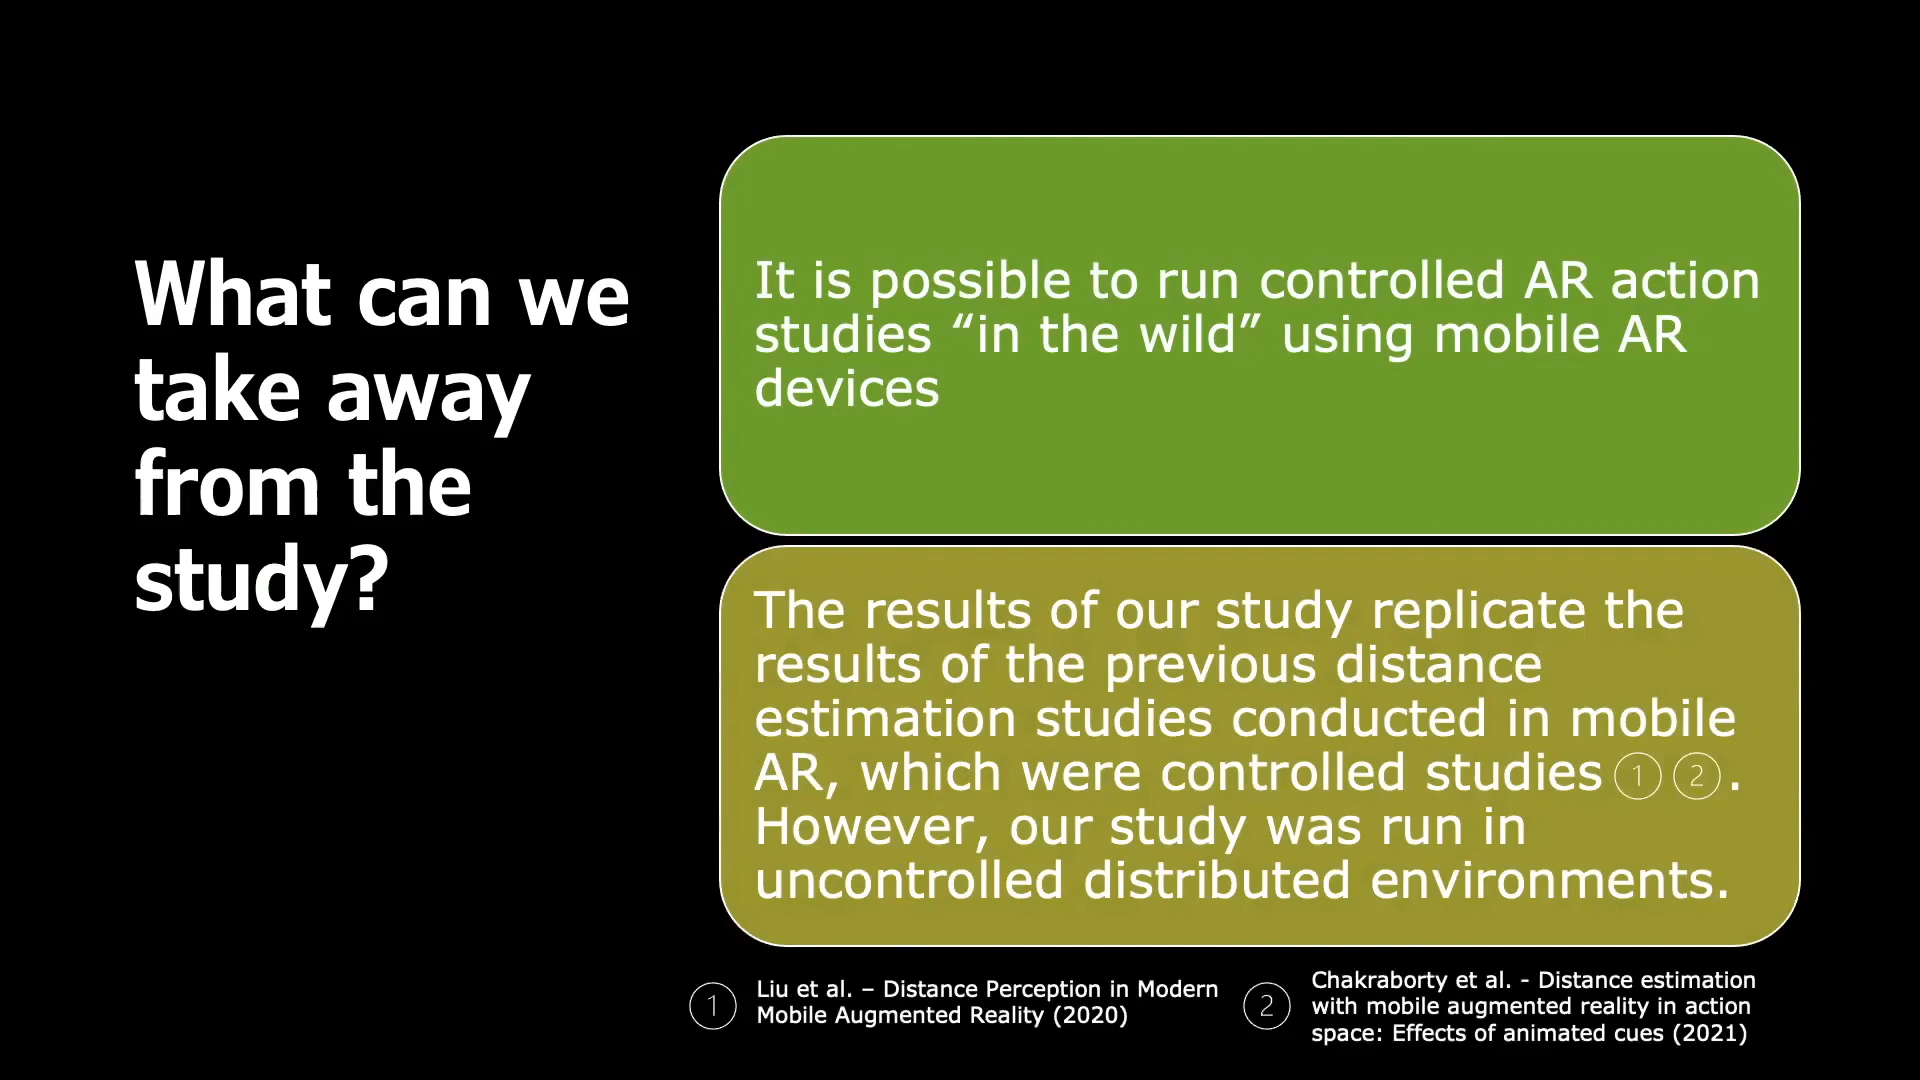 What can we
take away
from the
study?
It is possible to run controlled AR action
studies “in the wild” using mobile AR
devices
The results of our study replicate the
results of the previous distance
estimation studies conducted in mobile
AR, which were controlled studies①②.
However, our study was run in
uncontrolled distributed environments.
① Liu et al. – Distance Perception in Modern
Mobile Augmented Reality (2020)
② Chakraborty et al. - Distance estimation
with mobile augmented reality in action
space: Effects of animated cues (2021)